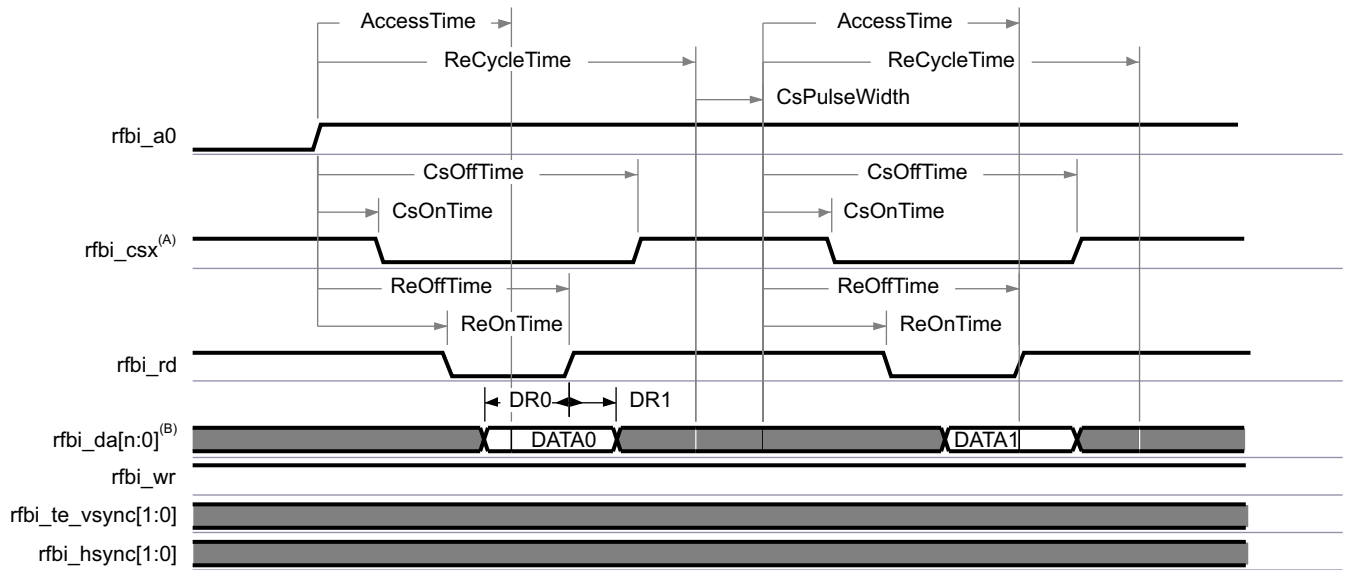 AccessTime AccessTime
ReCycleTime ReCycleTime
CsPulseWidth
rfbi_a0
CsOffTime CsOffTime
CsOnTime CsOnTime
rfbi_csx(A)
ReOffTime ReOffTime
ReOnTime ReOnTime
rfbi_rd
DR0 DR1
rfbi_da[n:0](B) DATA0 DATA1
rfbi_wr
rfbi_te_vsync[1:0]
rfbi_hsync[1:0]